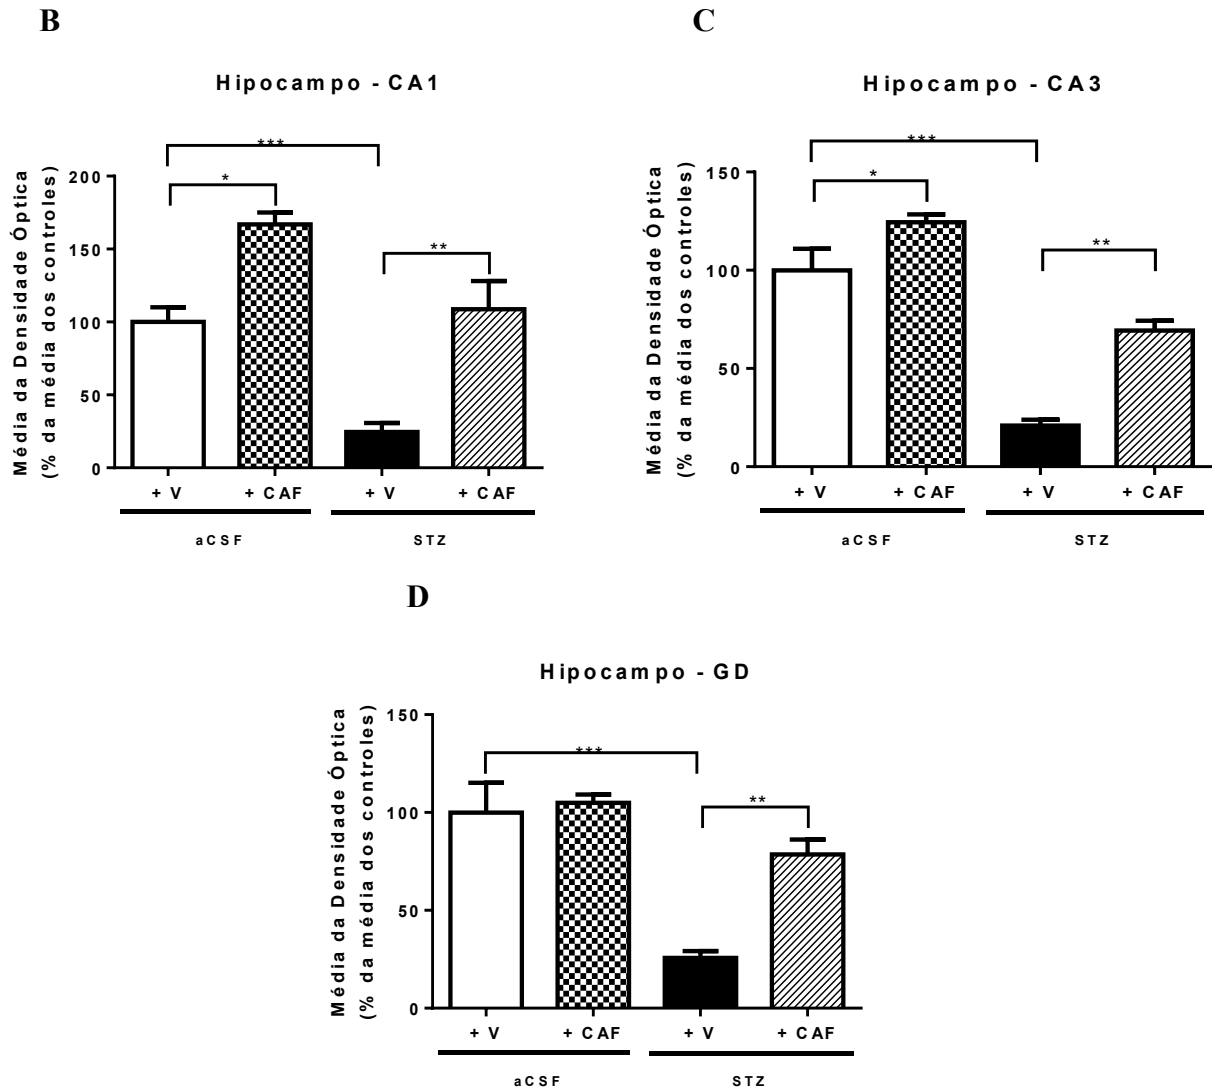 B
Hipocampo - CA1
Média da Densidade Óptica
(% da média dos controles)
200
150
100
50
0
***
*
**
+ V
+ CAF
+ V
+ CAF
aCSF
STZ
C
Hipocampo - CA3
Média da Densidade Óptica
(% da média dos controles)
150
100
50
0
***
*
**
+ V
+ CAF
+ V
+ CAF
aCSF
STZ
D
Hipocampo - GD
Média da Densidade Óptica
(% da média dos controles)
150
100
50
0
***
**
+ V
+ CAF
+ V
+ CAF
aCSF
STZ